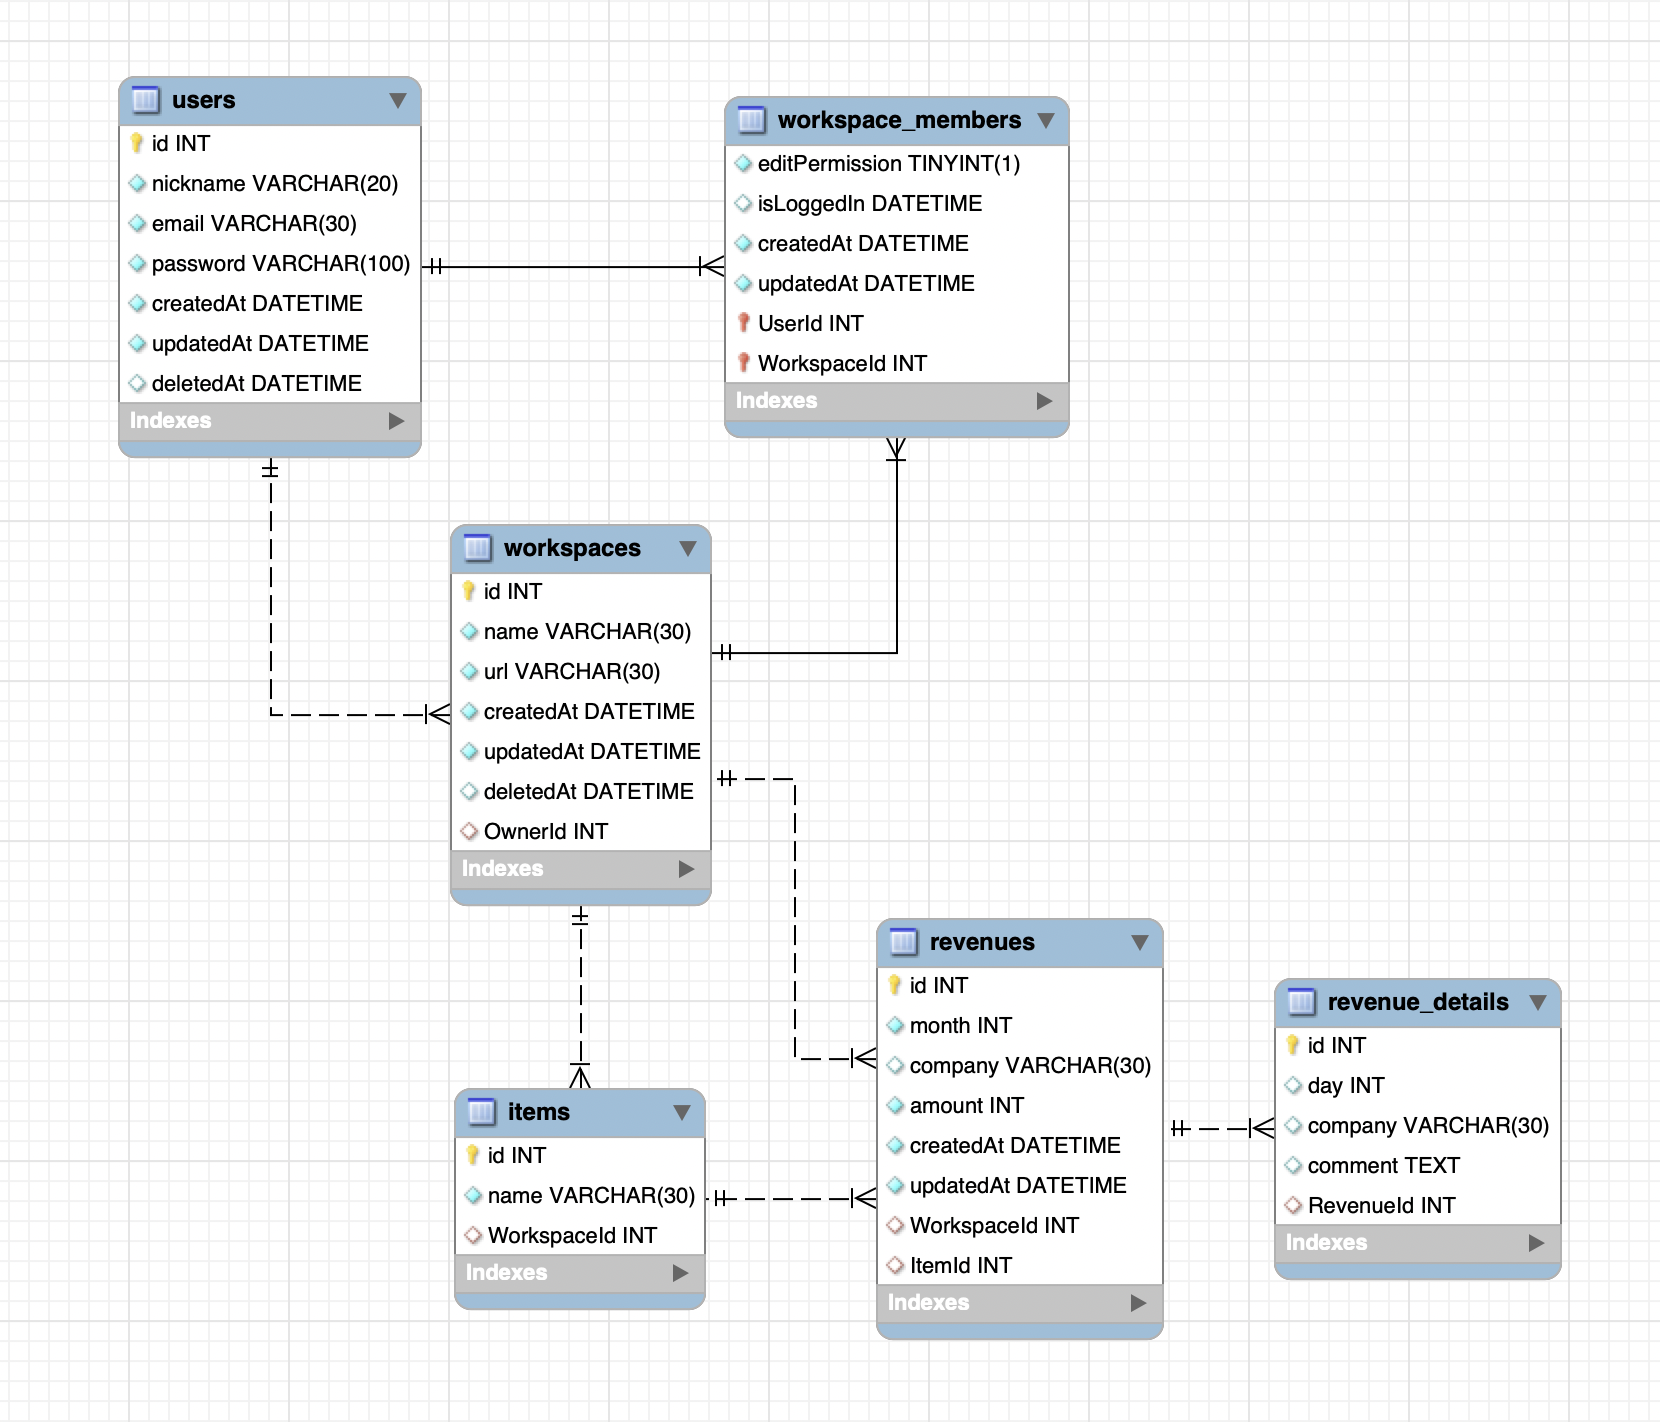 users
id INT
nickname VARCHAR(20)
email VARCHAR(30)
password VARCHAR(100)
createdAt DATETIME
updatedAt DATETIME
deletedAt DATETIME
Indexes
workspace_members
editPermission TINYINT(1)
isLoggedIn DATETIME
createdAt DATETIME
updatedAt DATETIME
UserId INT
WorkspaceId INT
Indexes
workspaces
id INT
name VARCHAR(30)
url VARCHAR(30)
createdAt DATETIME
updatedAt DATETIME
deletedAt DATETIME
OwnerId INT
Indexes
items
id INT
name VARCHAR(30)
WorkspaceId INT
Indexes
revenues
id INT
month INT
company VARCHAR(30)
amount INT
createdAt DATETIME
updatedAt DATETIME
WorkspaceId INT
ItemId INT
Indexes
revenue_details
id INT
day INT
company VARCHAR(30)
comment TEXT
RevenueId INT
Indexes